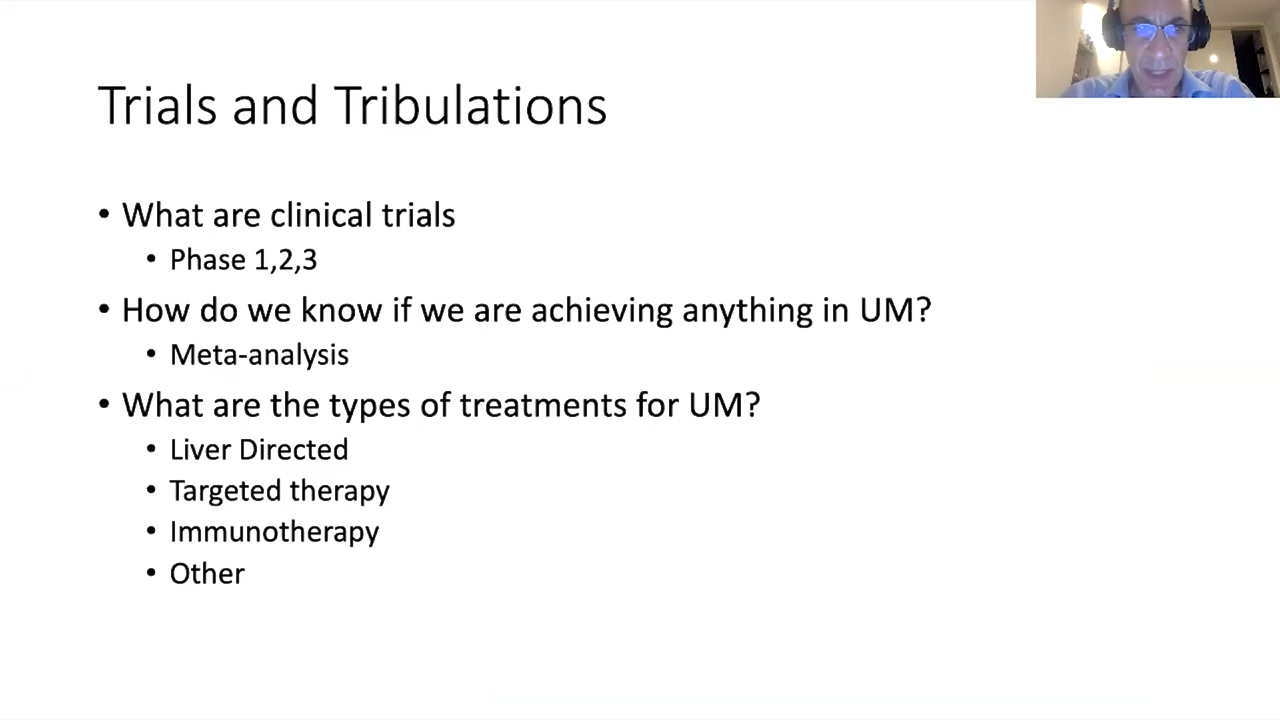 Trials and Tribulations
• What are clinical trials
• Phase 1,2,3
• How do we know if we are achieving anything in UM?
• Meta-analysis
• What are the types of treatments for UM?
• Liver Directed
• Targeted therapy
• Immunotherapy
• Other